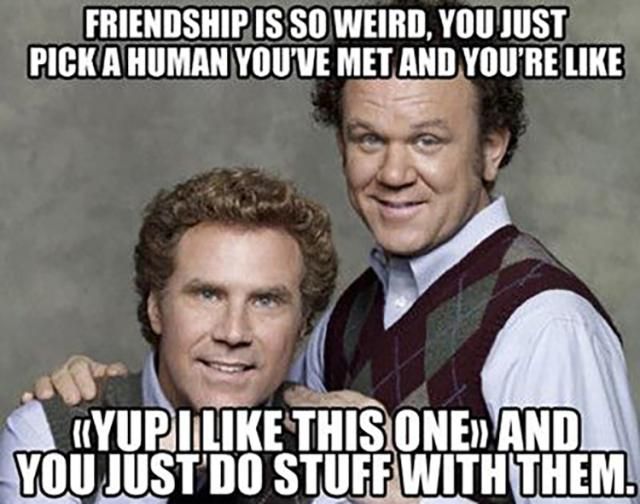 FRIENDSHIP IS SO WEIRD, YOU JUST
PICK A HUMAN YOU'VE MET AND YOU'RE LIKE
«YUP I LIKE THIS ONE» AND
YOU JUST DO STUFF WITH THEM.